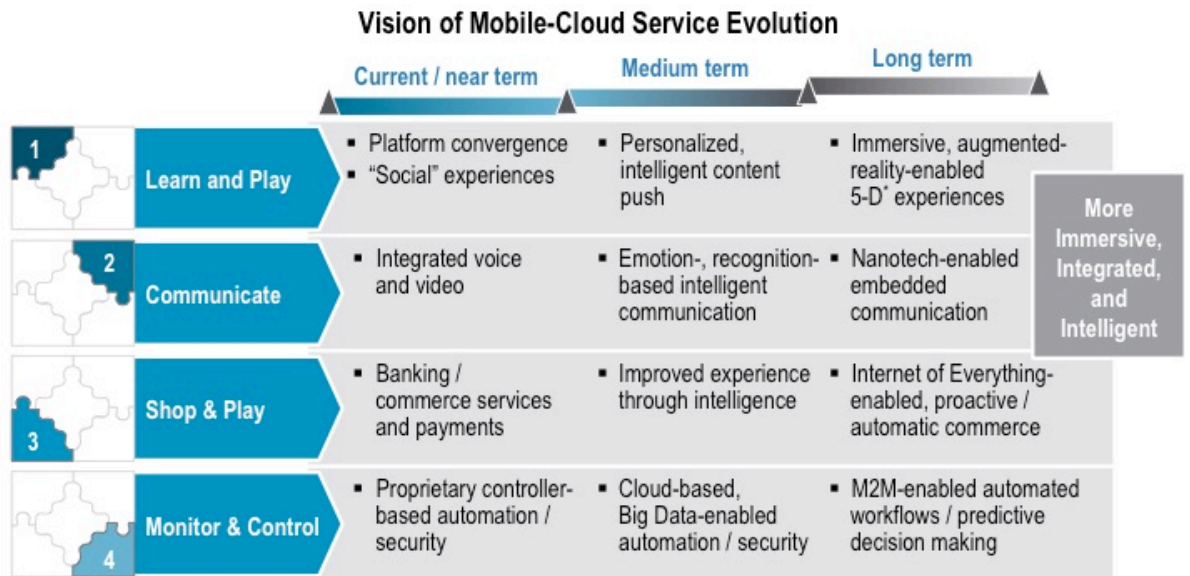 Vision of Mobile-Cloud Service Evolution
Current / near term
Medium term
Long term
1
Learn and Play
▪ Platform convergence
▪ “Social” experiences
▪ Personalized,
intelligent content
push
▪ Immersive, augmented-
reality-enabled
5-D* experiences
More
Immersive,
Integrated,
and
Intelligent
2
Communicate
▪ Integrated voice
and video
▪ Emotion-, recognition-
based intelligent
communication
▪ Nanotech-enabled
embedded
communication
3
Shop & Play
▪ Banking /
commerce services
and payments
▪ Improved experience
through intelligence
▪ Internet of Everything-
enabled, proactive /
automatic commerce
4
Monitor & Control
▪ Proprietary controller-
based automation /
security
▪ Cloud-based,
Big Data-enabled
automation / security
▪ M2M-enabled automated
workflows / predictive
decision making